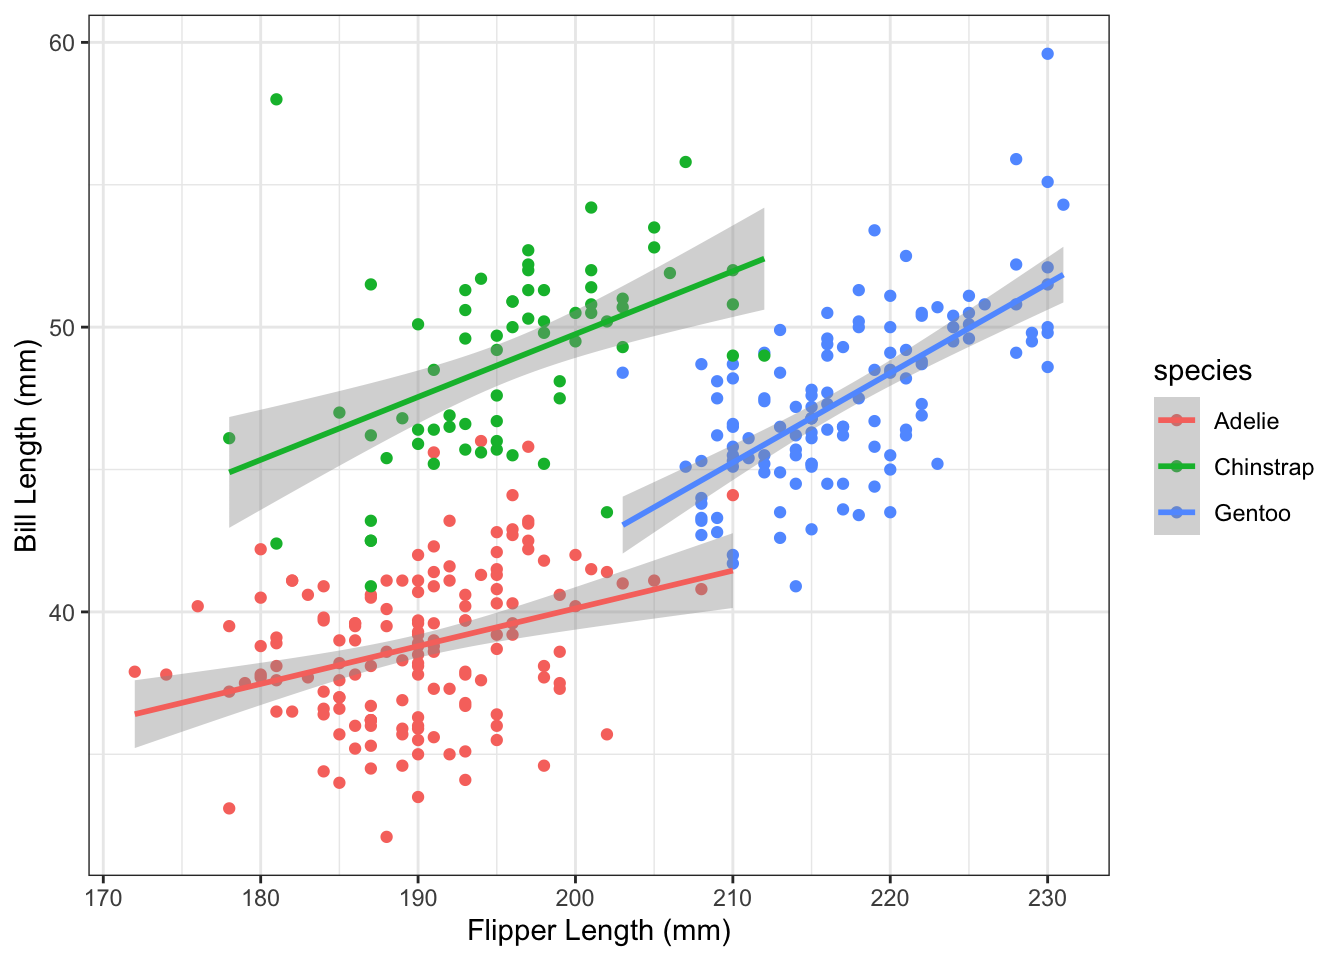 60
50
40
Bill Length (mm)
170 180 190 200 210 220 230
Flipper Length (mm)
species
Adelie
Chinstrap
Gentoo